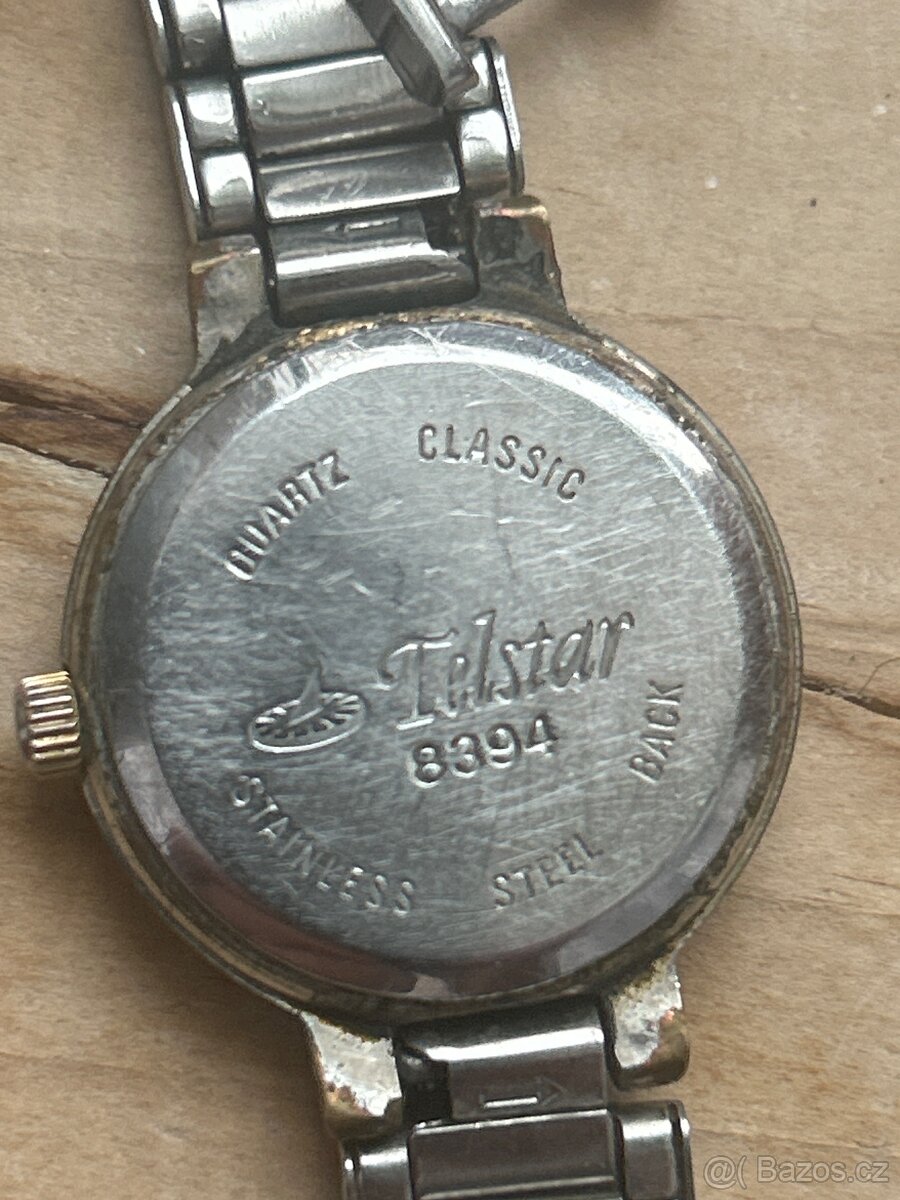 QUARTZ CLASSIC
Telstar
8394
STAINLESS STEEL BACK
@( Bazos.cz